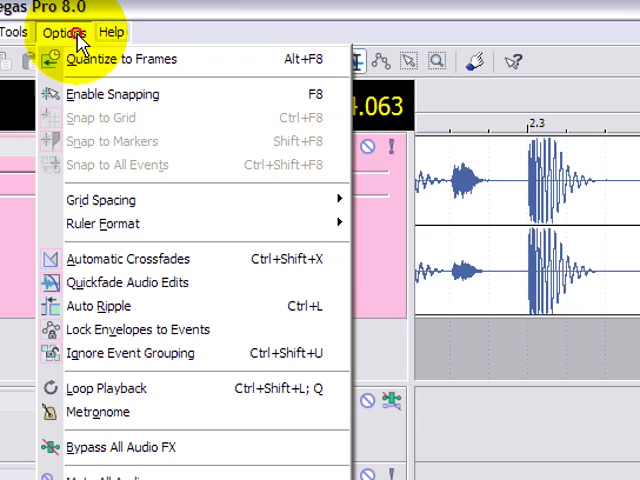 egas Pro 8.0
Tools Options Help
Quantize to Frames Alt+F8
Enable Snapping F8
Snap to Grid Ctrl+F8
Snap to Markers Shift+F8
Snap to All Events Ctrl+Shift+F8
Grid Spacing
Ruler Format
Automatic Crossfades Ctrl+Shift+X
Quickfade Audio Edits
Auto Ripple Ctrl+L
Lock Envelopes to Events
Ignore Event Grouping Ctrl+Shift+U
Loop Playback Ctrl+Shift+L; Q
Metronome
Bypass All Audio FX
4.063
2.3